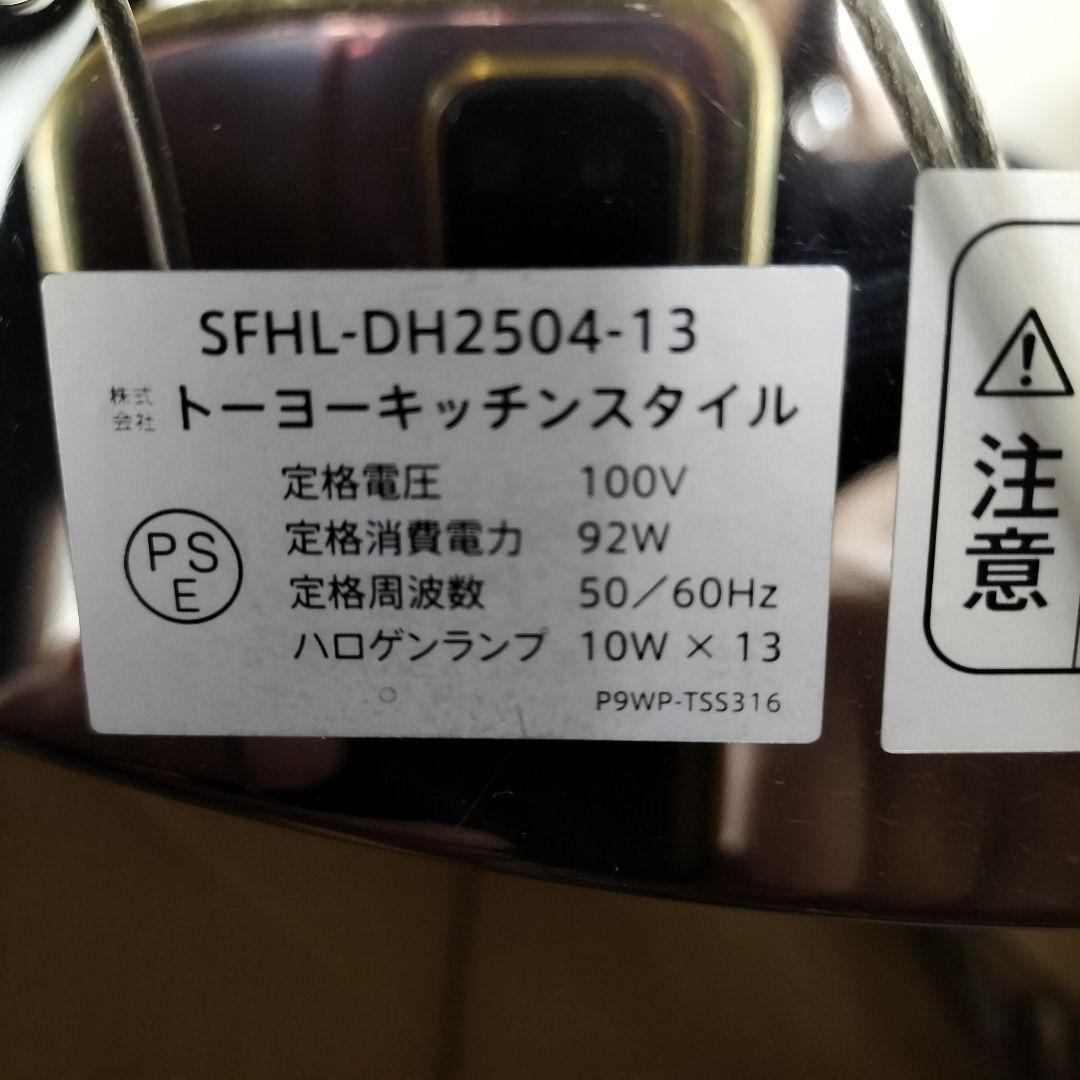 SFHL-DH2504-13
株式会社 トーヨーキッチンスタイル
定格電圧 100V
定格消費電力 92W
定格周波数 50/60Hz
ハロゲンランプ 10W × 13
PSE
P9WP-TSS316
注意